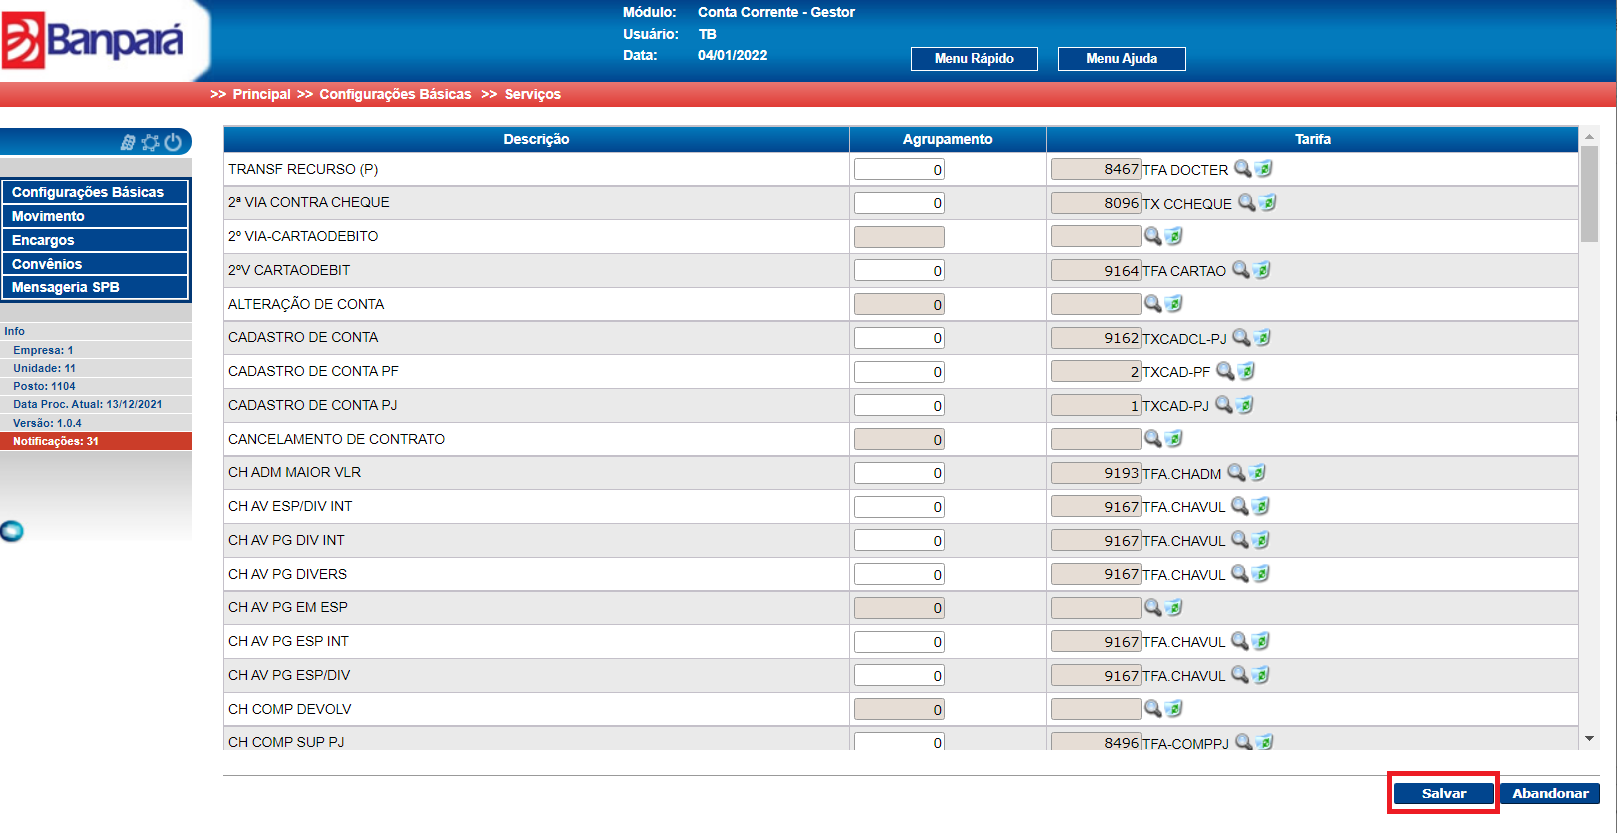 Banpará
Módulo: Conta Corrente - Gestor
Usuário: TB
Data: 04/01/2022
Menu Rápido Menu Ajuda
>> Principal >> Configurações Básicas >> Serviços
Configurações Básicas
Movimento
Encargos
Convênios
Mensageria SPB
Info
Empresa: 1
Unidade: 11
Posto: 1104
Data Proc. Atual: 13/12/2021
Versão: 1.0.4
Notificações: 31
Descrição Agrupamento Tarifa
TRANSF RECURSO (P) 0 8467 TFA DOCTER
2ª VIA CONTRA CHEQUE 0 8096 TX CCHEQUE
2º VIA-CARTAODEBITO
2ºV CARTAODEBIT 0 9164 TFA CARTAO
ALTERAÇÃO DE CONTA 0
CADASTRO DE CONTA 0 9162 TXCADCL-PJ
CADASTRO DE CONTA PF 0 2 TXCAD-PF
CADASTRO DE CONTA PJ 0 1 TXCAD-PJ
CANCELAMENTO DE CONTRATO 0
CH ADM MAIOR VLR 0 9193 TFA.CHADM
CH AV ESP/DIV INT 0 9167 TFA.CHAVUL
CH AV PG DIV INT 0 9167 TFA.CHAVUL
CH AV PG DIVERS 0 9167 TFA.CHAVUL
CH AV PG EM ESP 0
CH AV PG ESP INT 0 9167 TFA.CHAVUL
CH AV PG ESP/DIV 0 9167 TFA.CHAVUL
CH COMP DEVOLV 0
CH COMP SUP PJ 0 8496 TFA-COMPPJ
Salvar Abandonar